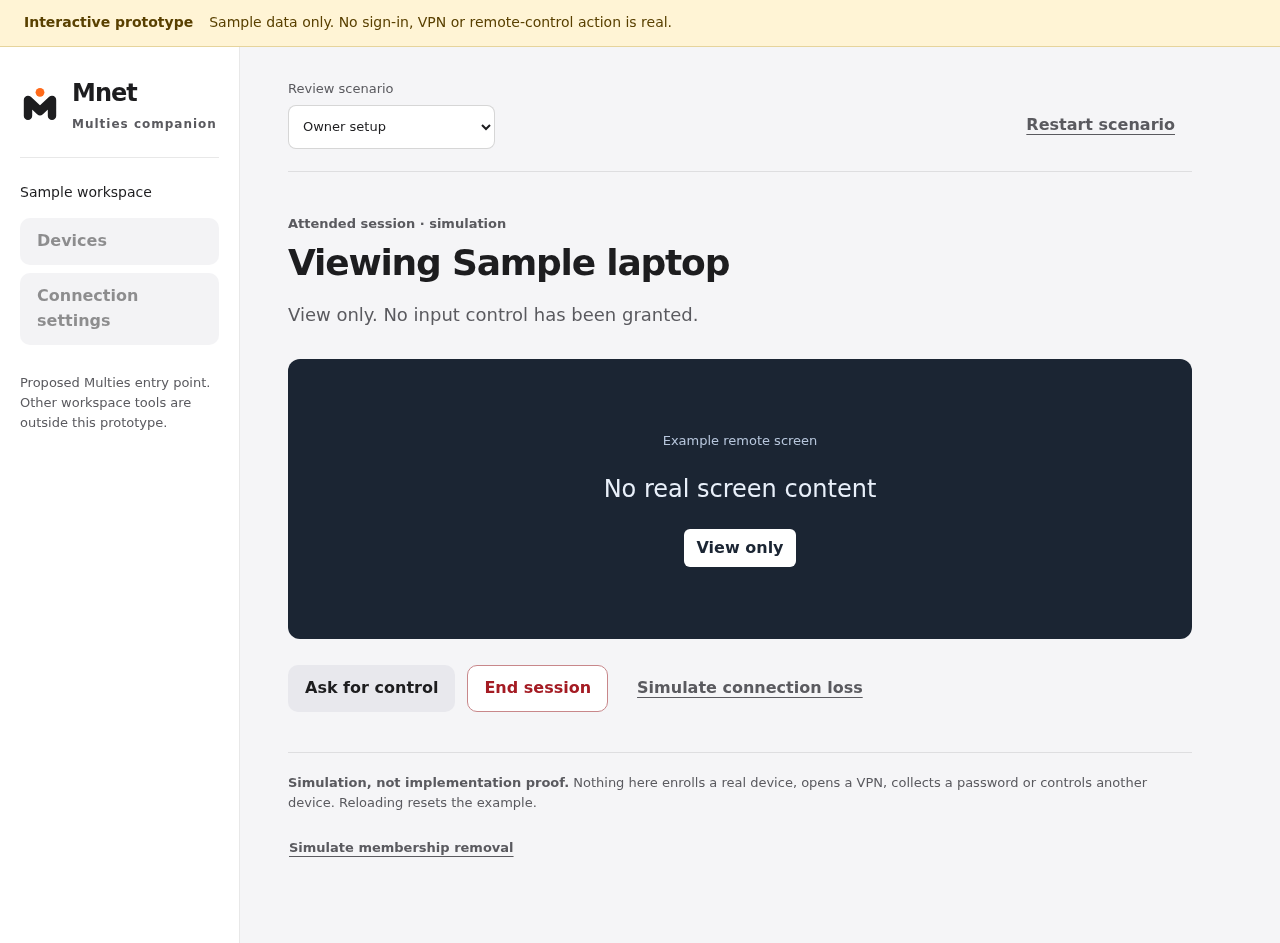 Interactive prototype Sample data only. No sign-in, VPN or remote-control action is real.
Mnet
Multies companion
Sample workspace
Devices
Connection
settings
Proposed Multies entry point.
Other workspace tools are
outside this prototype.
Review scenario
Owner setup
Restart scenario
Attended session · simulation
Viewing Sample laptop
View only. No input control has been granted.
Example remote screen
No real screen content
View only
Ask for control
End session
Simulate connection loss
Simulation, not implementation proof. Nothing here enrolls a real device, opens a VPN, collects a password or controls another
device. Reloading resets the example.
Simulate membership removal